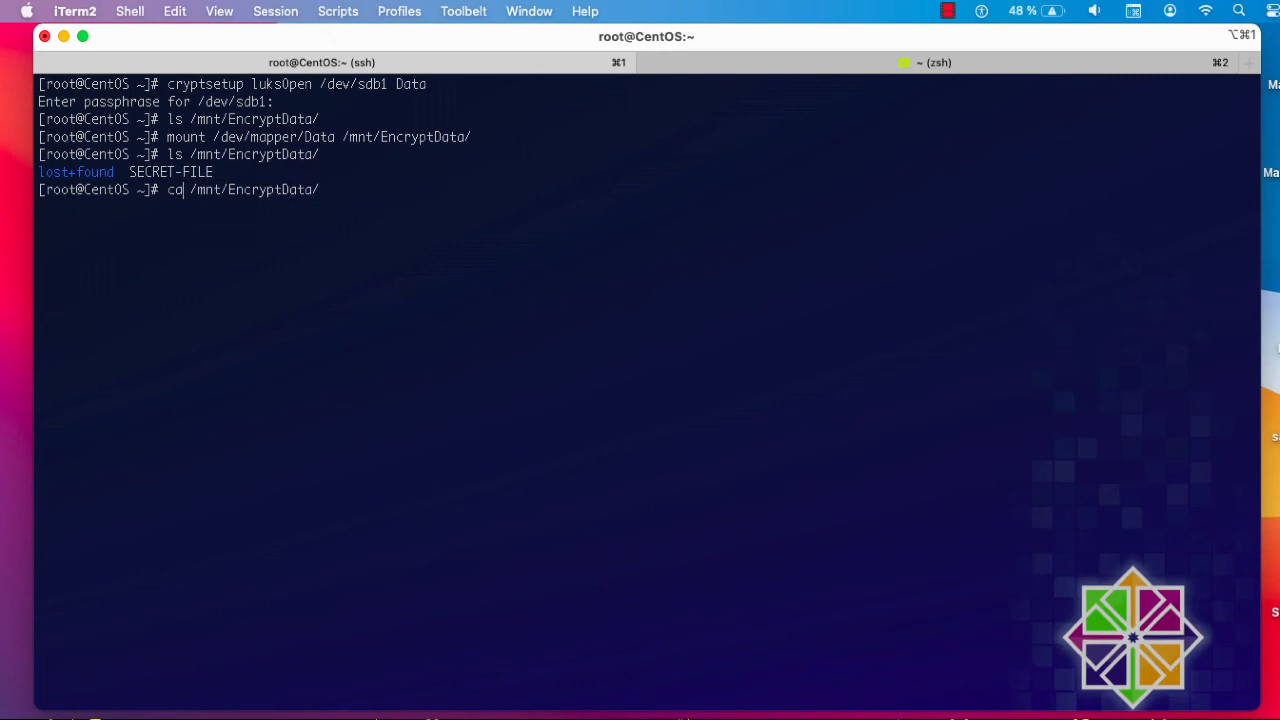 iTerm2 Shell Edit View Session Scripts Profiles Toolbelt Window Help 48 %
root@CentOS:~ ⌥⌘1
root@CentOS:~ (ssh) ⌘1 ~ (zsh) ⌘2
[root@CentOS ~]# cryptsetup luksOpen /dev/sdb1 Data
Enter passphrase for /dev/sdb1:
[root@CentOS ~]# ls /mnt/EncryptData/
[root@CentOS ~]# mount /dev/mapper/Data /mnt/EncryptData/
[root@CentOS ~]# ls /mnt/EncryptData/
lost+found SECRET-FILE
[root@CentOS ~]# ca /mnt/EncryptData/
Ma
Ma